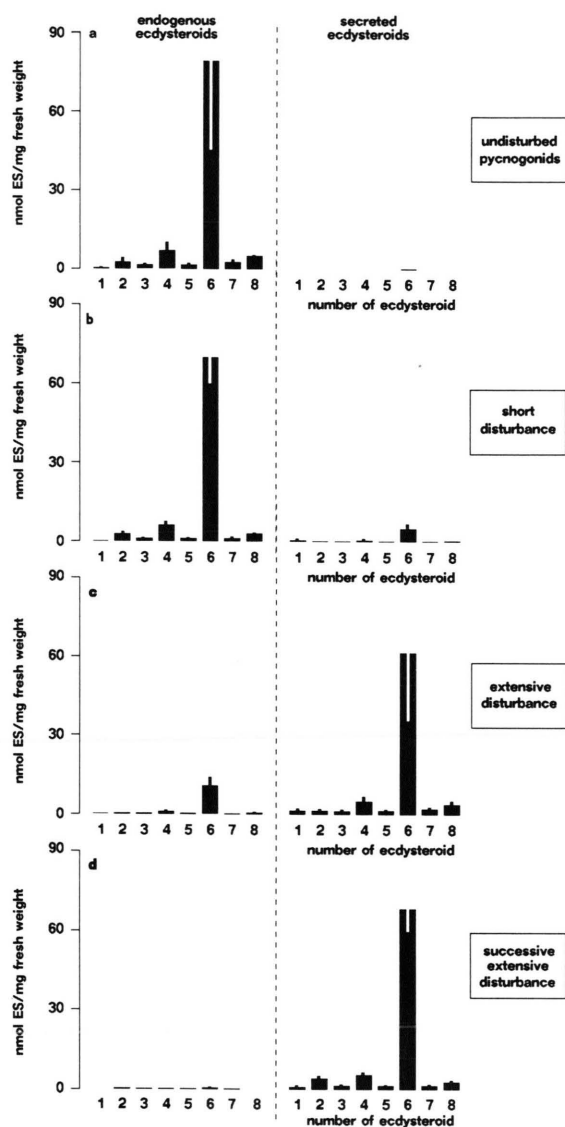 endogenous ecdysteroids
secreted ecdysteroids
a
nmol ES/mg fresh weight
90
60
30
0
1 2 3 4 5 6 7 8
1 2 3 4 5 6 7 8
number of ecdysteroid
undisturbed pycnogonids
b
nmol ES/mg fresh weight
90
60
30
0
1 2 3 4 5 6 7 8
1 2 3 4 5 6 7 8
number of ecdysteroid
short disturbance
c
nmol ES/mg fresh weight
90
60
30
0
1 2 3 4 5 6 7 8
1 2 3 4 5 6 7 8
number of ecdysteroid
extensive disturbance
d
nmol ES/mg fresh weight
90
60
30
0
1 2 3 4 5 6 7 8
1 2 3 4 5 6 7 8
number of ecdysteroid
successive extensive disturbance